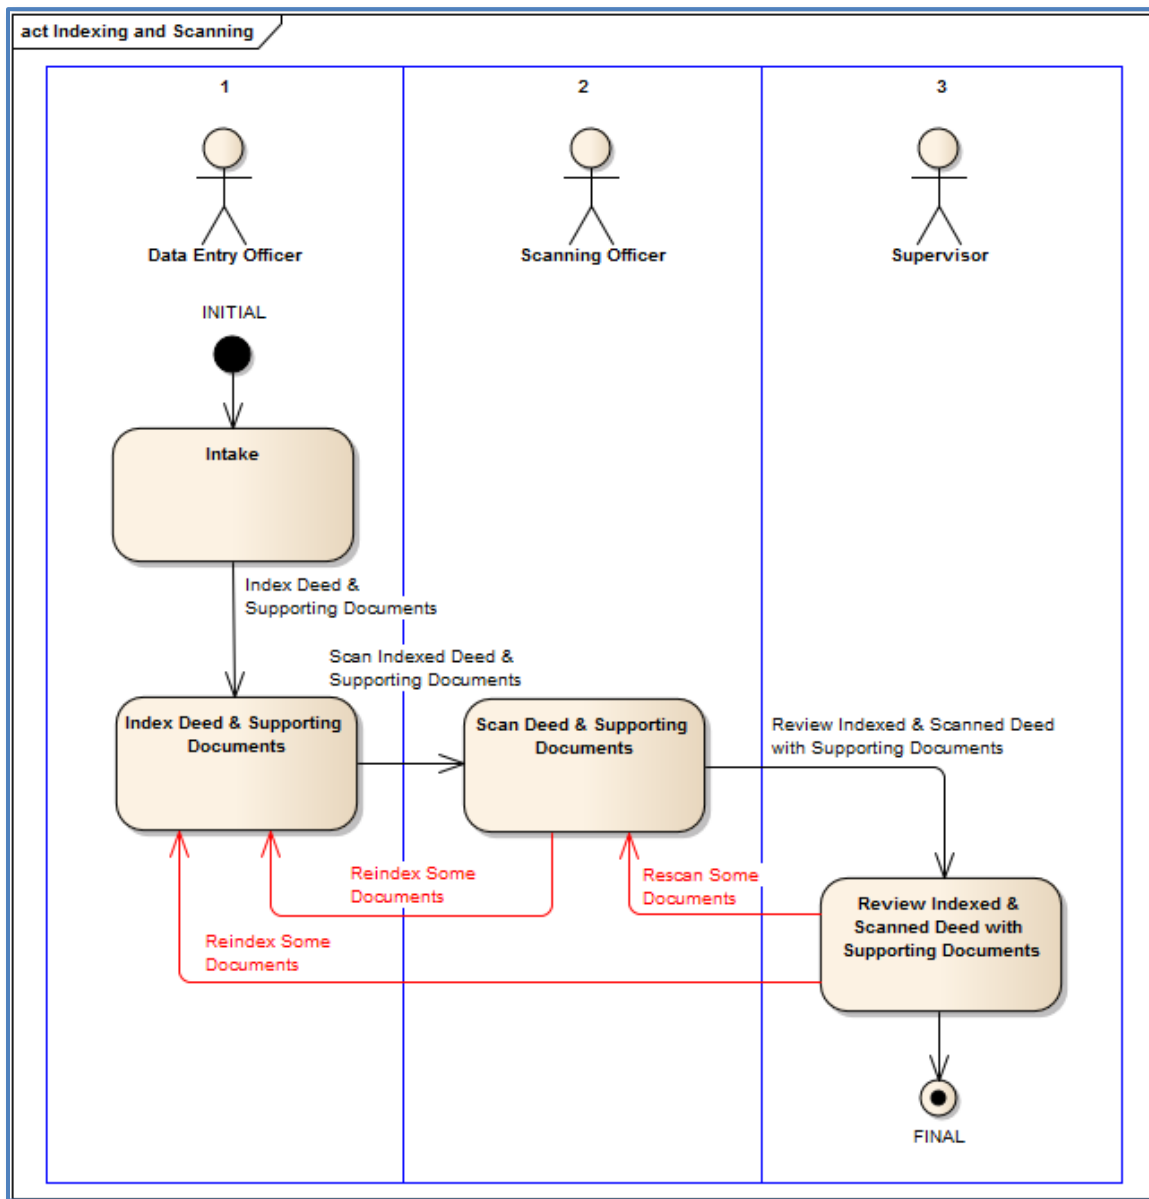 act Indexing and Scanning
1
2
3
Data Entry Officer
Scanning Officer
Supervisor
INITIAL
Intake
Index Deed &
Supporting Documents
Scan Indexed Deed &
Supporting Documents
Index Deed & Supporting
Documents
Scan Deed & Supporting
Documents
Review Indexed & Scanned Deed
with Supporting Documents
Reindex Some
Documents
Rescan Some
Documents
Review Indexed &
Scanned Deed with
Supporting Documents
Reindex Some
Documents
FINAL